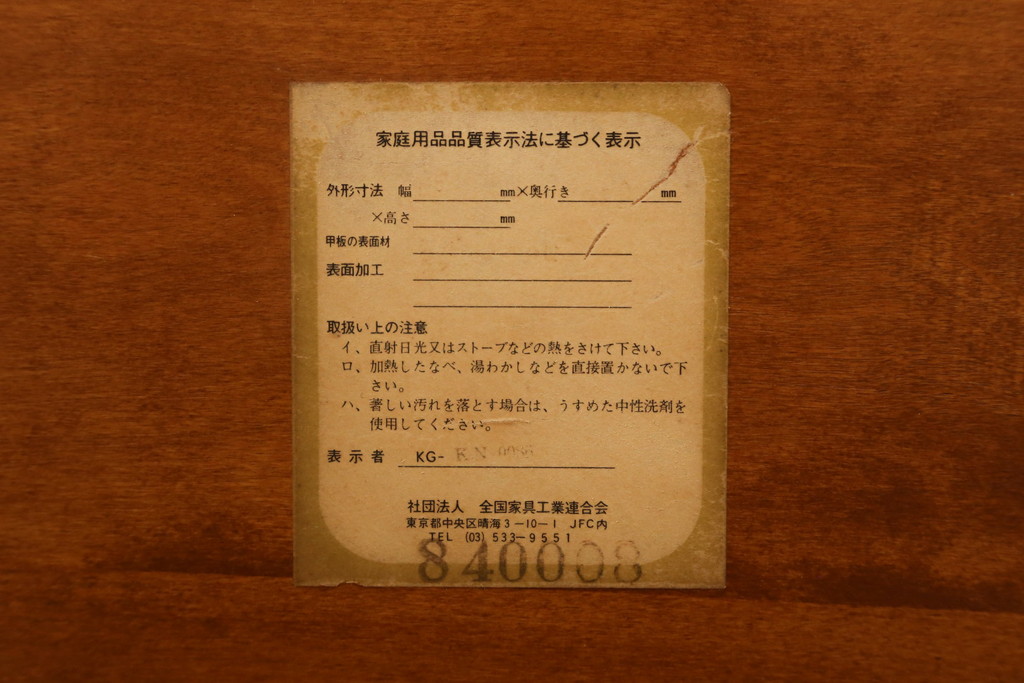 家庭用品品質表示法に基づく表示
外形寸法 幅 mm×奥行き mm
×高さ mm
甲板の表面材
表面加工
取扱い上の注意
イ、直射日光又はストーブなどの熱をさけて下さい。
ロ、加熱したなべ、湯わかしなどを直接置かないで下
さい。
ハ、著しい汚れを落とす場合は、うすめた中性洗剤を
使用してください。
表示者 KG- KN
社団法人 全国家具工業連合会
東京都中央区晴海3-10-1 JFC内
TEL (03) 533-9551
840008